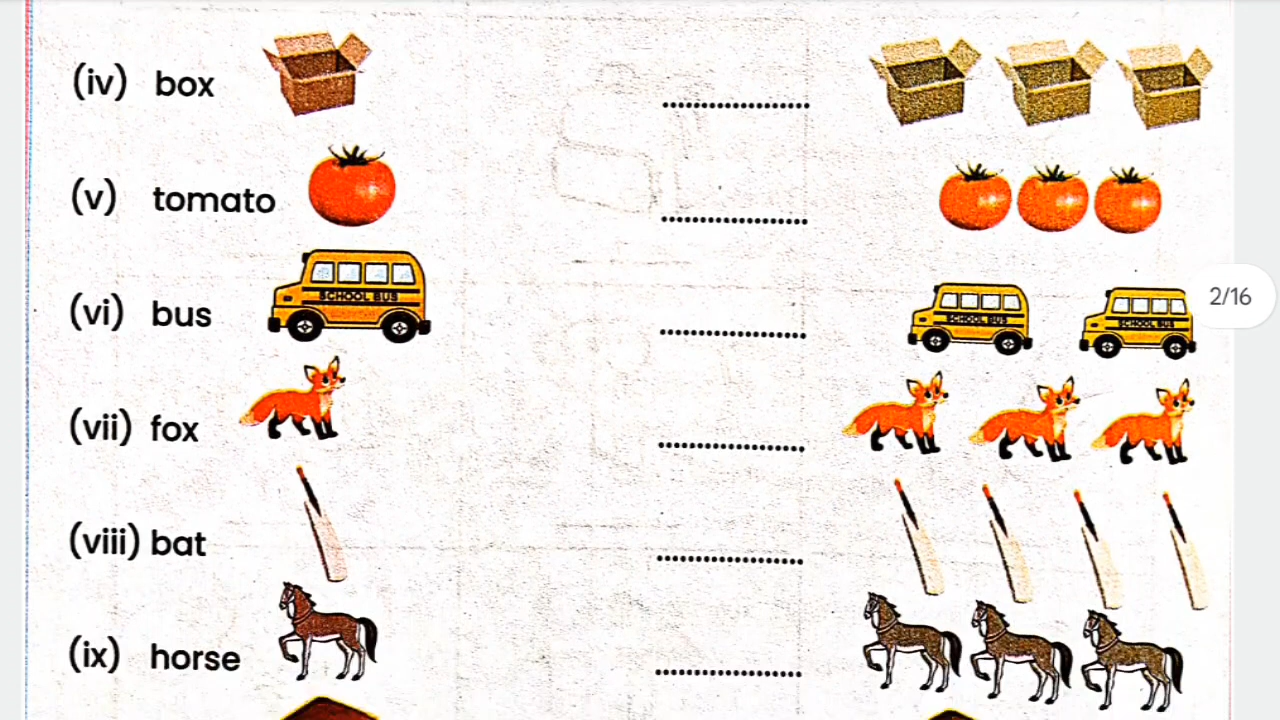 (iv) box ....................
(v) tomato ....................
SCHOOL BUS
(vi) bus ....................
SCHOOL BUS SCHOOL BUS
2/16
(vii) fox ....................
(viii) bat ....................
(ix) horse ....................